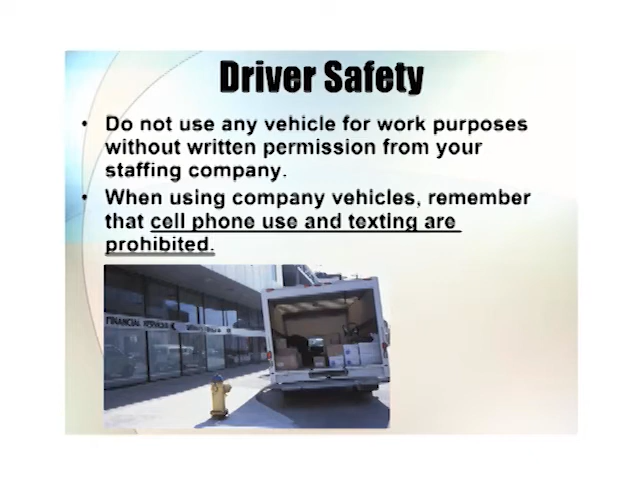 Driver Safety
• Do not use any vehicle for work purposes
without written permission from your
staffing company.
• When using company vehicles, remember
that cell phone use and texting are
prohibited.
FINANCIAL SERVICES